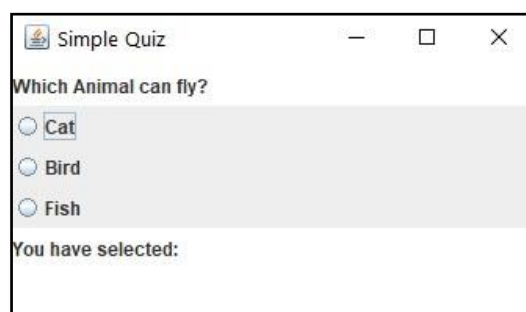 Simple Quiz
Which Animal can fly?
Cat
Bird
Fish
You have selected: